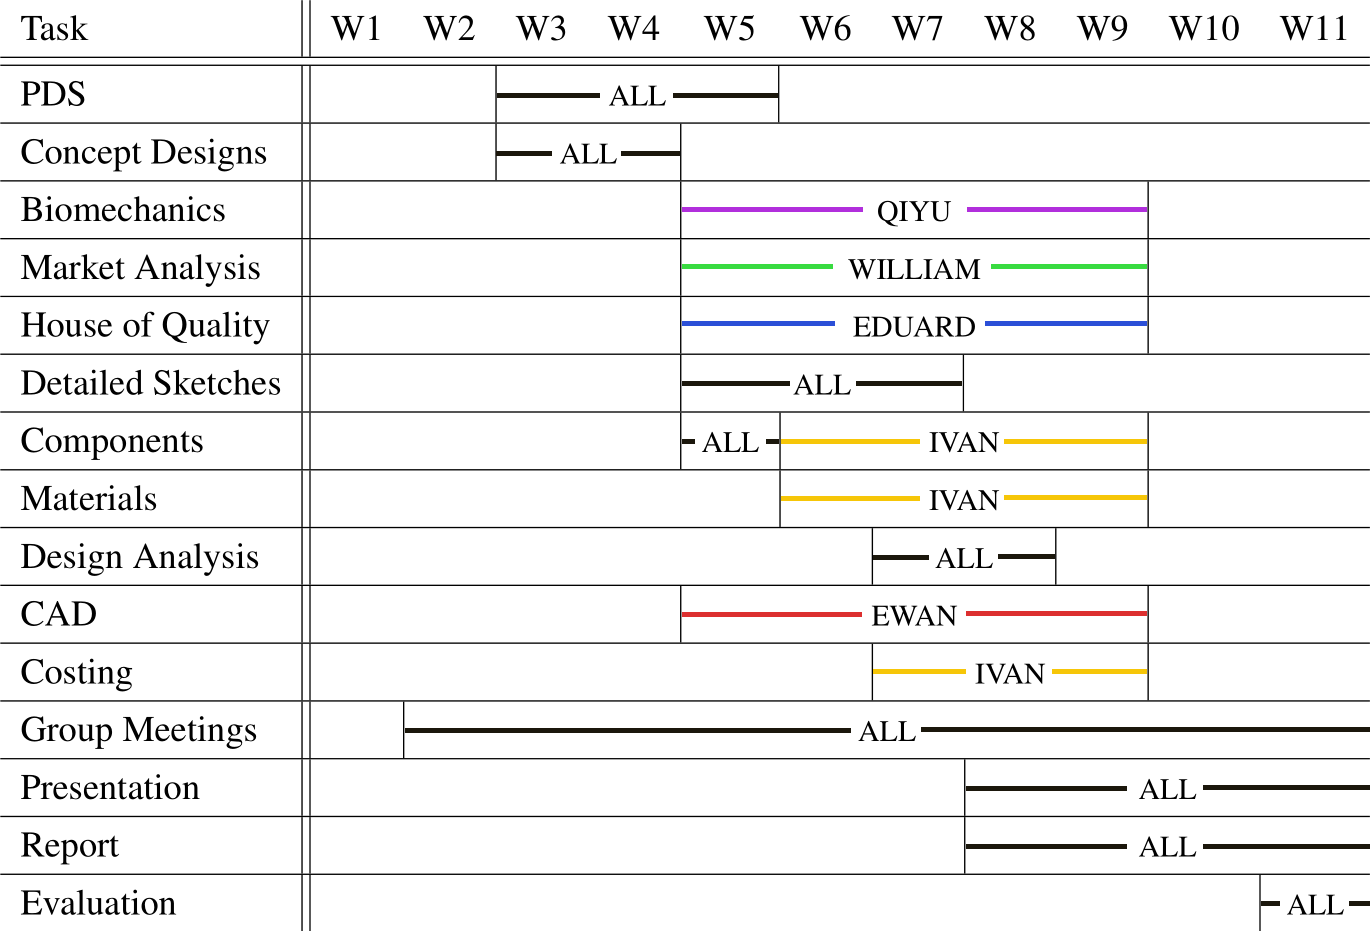 Task W1 W2 W3 W4 W5 W6 W7 W8 W9 W10 W11
PDS ALL
Concept Designs ALL
Biomechanics QIYU
Market Analysis WILLIAM
House of Quality EDUARD
Detailed Sketches ALL
Components ALL IVAN
Materials IVAN
Design Analysis ALL
CAD EWAN
Costing IVAN
Group Meetings ALL
Presentation ALL
Report ALL
Evaluation ALL